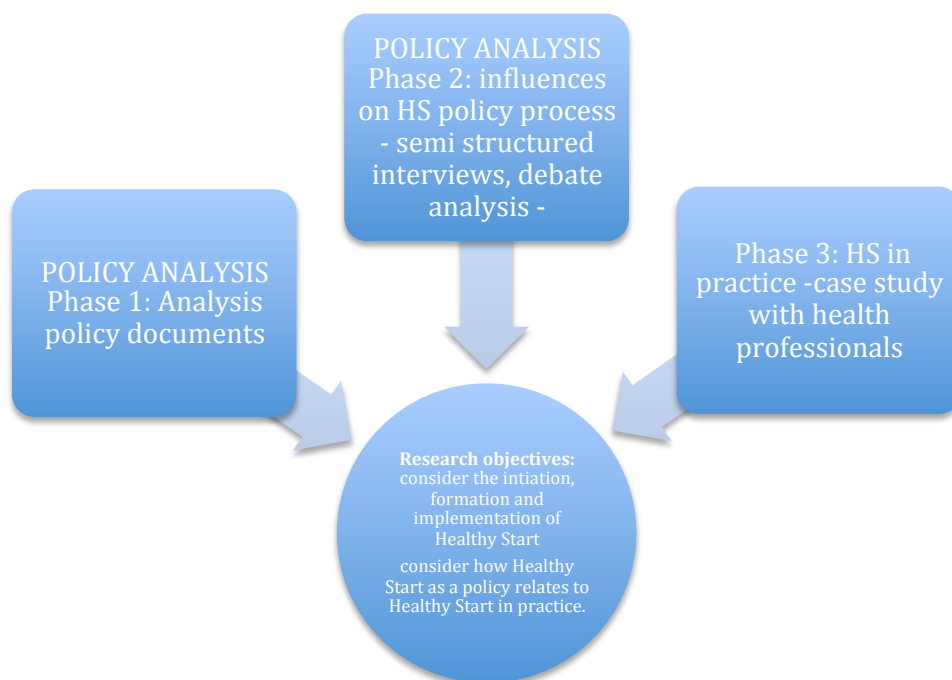 POLICY ANALYSIS
Phase 1: Analysis
policy documents
POLICY ANALYSIS
Phase 2: influences
on HS policy process
- semi structured
interviews, debate
analysis -
Phase 3: HS in
practice -case study
with health
professionals
Research objectives:
consider the intiation,
formation and
implementation of
Healthy Start
consider how Healthy
Start as a policy relates to
Healthy Start in practice.